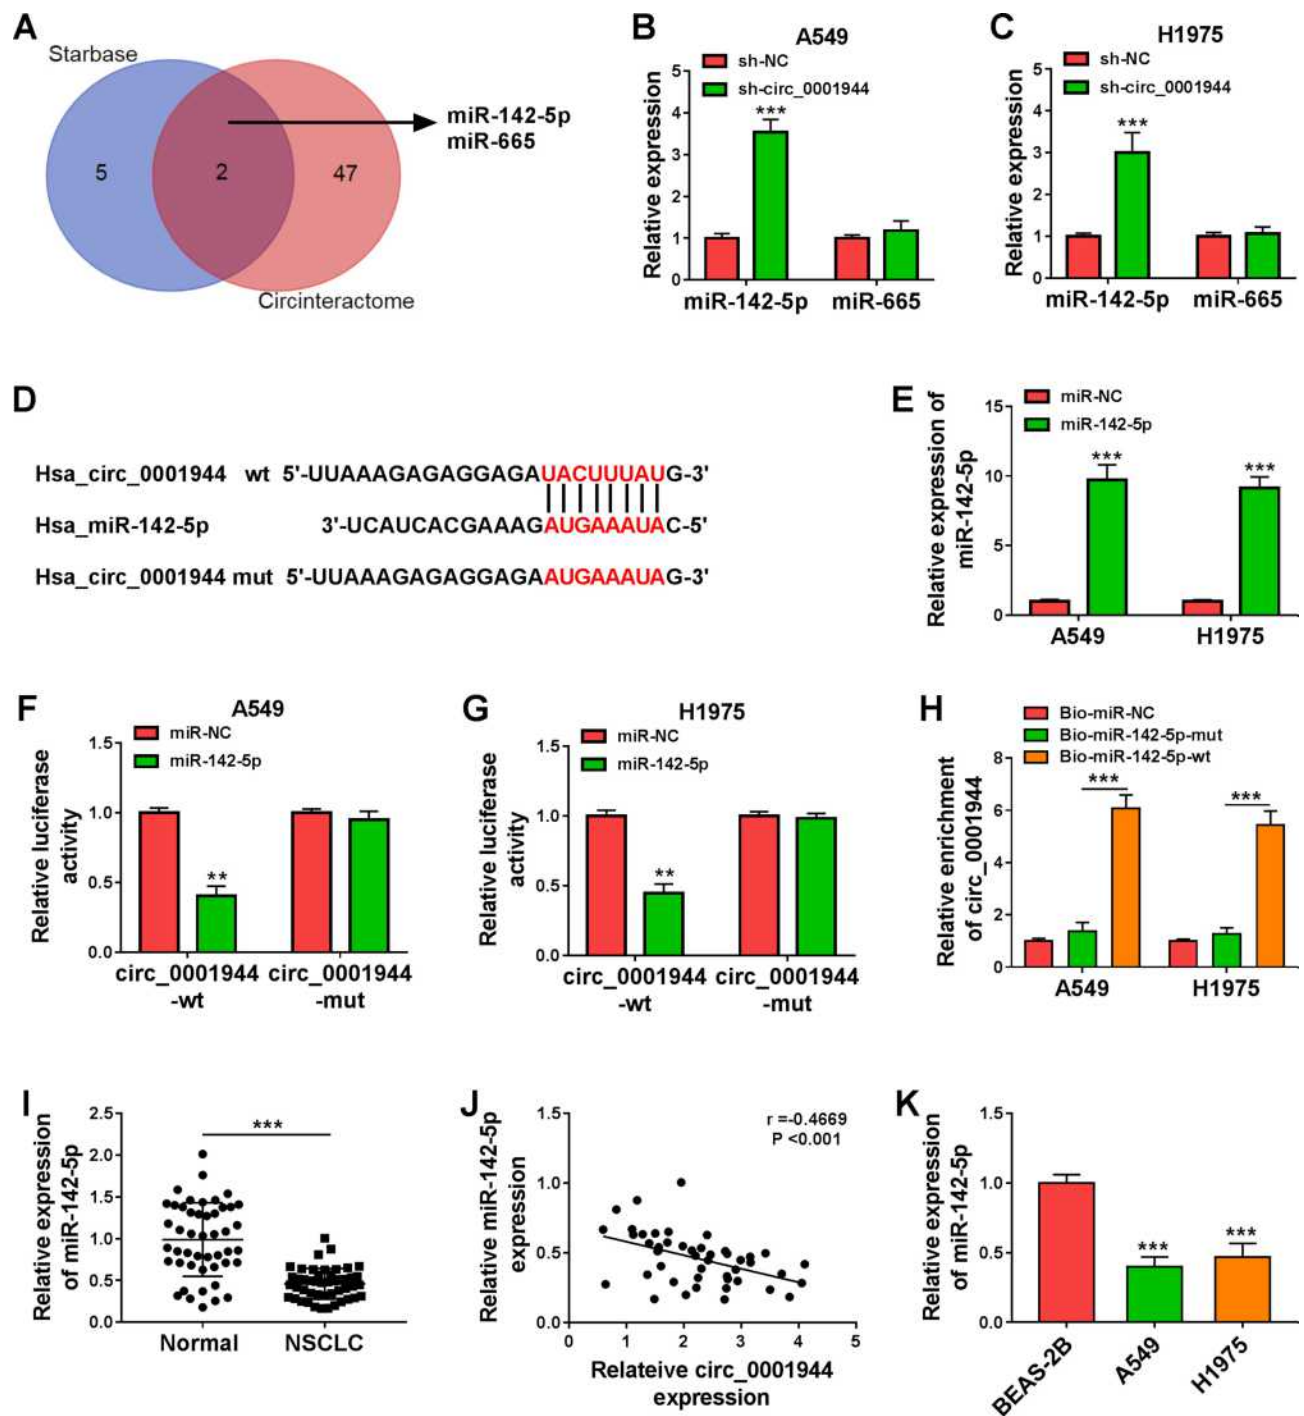 A
Starbase
5
2
47
Circinteractome
miR-142-5p
miR-665
B
A549
sh-NC
sh-circ_0001944
Relative expression
5
4
3
2
1
0
***
miR-142-5p
miR-665
C
H1975
sh-NC
sh-circ_0001944
Relative expression
5
4
3
2
1
0
***
miR-142-5p
miR-665
D
Hsa_circ_0001944 wt 5'-UUAAAGAGAGGAGAUACUUUAUG-3'
Hsa_miR-142-5p 3'-UCAUCACGAAAGAUGAAAUAC-5'
Hsa_circ_0001944 mut 5'-UUAAAGAGAGGAGAAUGAAAUAG-3'
E
miR-NC
miR-142-5p
Relative expression of
miR-142-5p
15
10
5
0
***
***
A549
H1975
F
A549
miR-NC
miR-142-5p
Relative luciferase
activity
1.5
1.0
0.5
0.0
**
circ_0001944
-wt
circ_0001944
-mut
G
H1975
miR-NC
miR-142-5p
Relative luciferase
activity
1.5
1.0
0.5
0.0
**
circ_0001944
-wt
circ_0001944
-mut
H
Bio-miR-NC
Bio-miR-142-5p-mut
Bio-miR-142-5p-wt
Relative enrichment
of circ_0001944
8
6
4
2
0
***
***
A549
H1975
I
Relative expression
of miR-142-5p
2.5
2.0
1.5
1.0
0.5
0.0
***
Normal
NSCLC
J
Relative miR-142-5p
expression
1.5
1.0
0.5
0.0
r =-0.4669
P <0.001
0
1
2
3
4
5
Relateive circ_0001944
expression
K
Relative expression
of miR-142-5p
1.5
1.0
0.5
0.0
***
***
BEAS-2B
A549
H1975